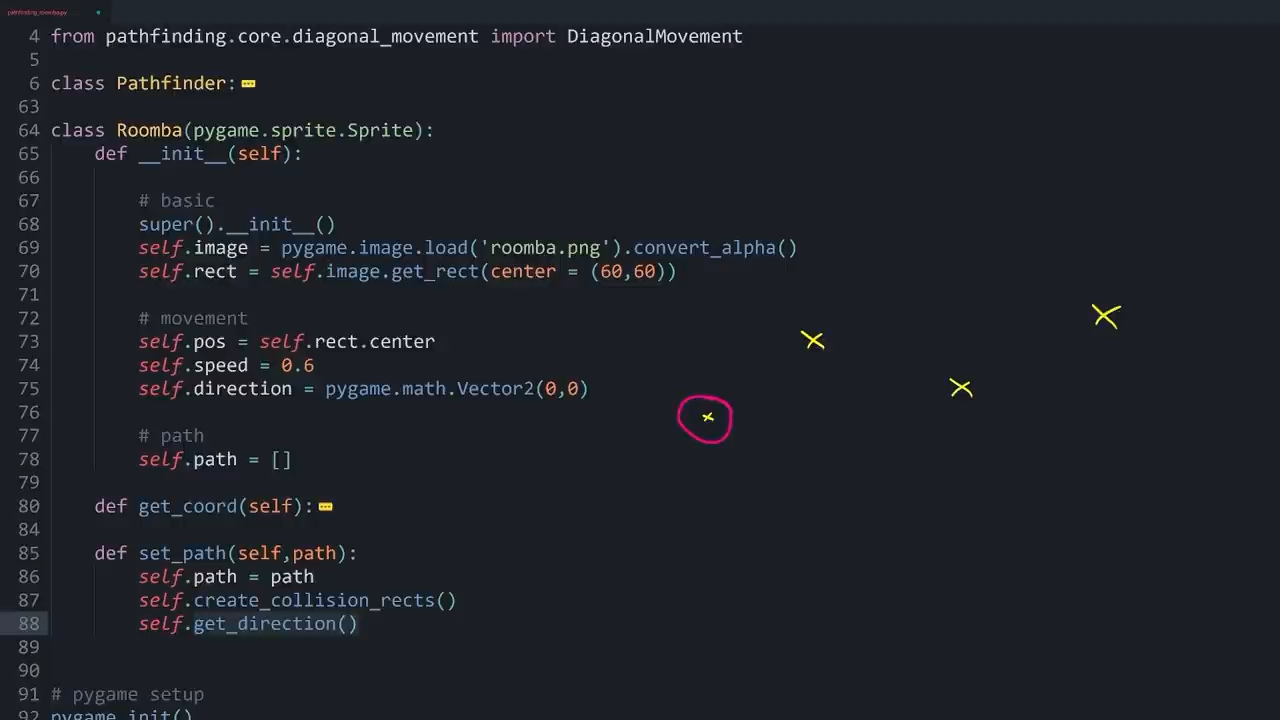 pathfinding_roomba.py
4 from pathfinding.core.diagonal_movement import DiagonalMovement
5
6 class Pathfinder:
63
64 class Roomba(pygame.sprite.Sprite):
65 def __init__(self):
66
67 # basic
68 super().__init__()
69 self.image = pygame.image.load('roomba.png').convert_alpha()
70 self.rect = self.image.get_rect(center = (60,60))
71
72 # movement
73 self.pos = self.rect.center
74 self.speed = 0.6
75 self.direction = pygame.math.Vector2(0,0)
76
77 # path
78 self.path = []
79
80 def get_coord(self):
84
85 def set_path(self,path):
86 self.path = path
87 self.create_collision_rects()
88 self.get_direction()
89
90
91 # pygame setup
92 pygame.init()